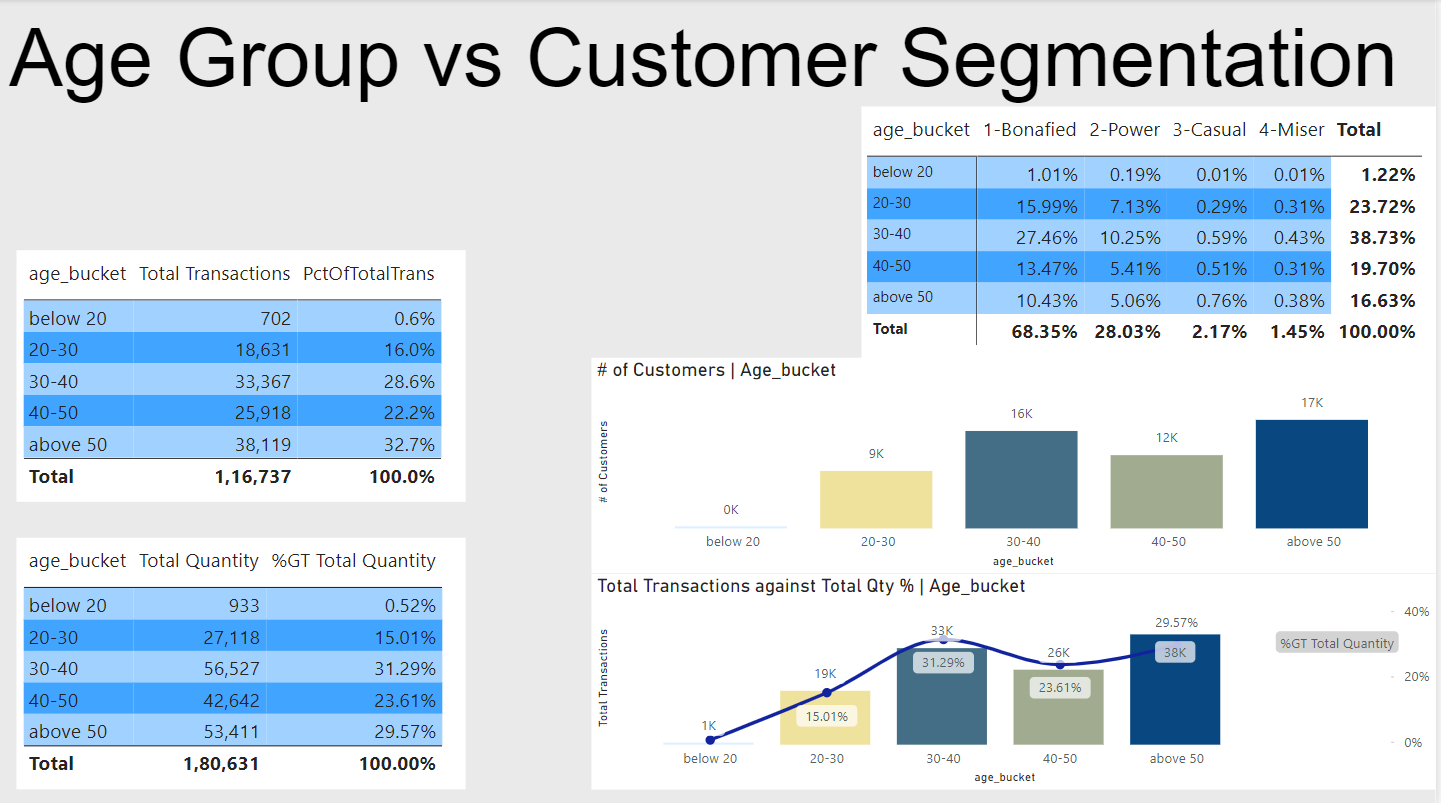 Age Group vs Customer Segmentation
age_bucket 1-Bonafied 2-Power 3-Casual 4-Miser Total
below 20 1.01% 0.19% 0.01% 0.01% 1.22%
20-30 15.99% 7.13% 0.29% 0.31% 23.72%
30-40 27.46% 10.25% 0.59% 0.43% 38.73%
40-50 13.47% 5.41% 0.51% 0.31% 19.70%
above 50 10.43% 5.06% 0.76% 0.38% 16.63%
Total 68.35% 28.03% 2.17% 1.45% 100.00%
age_bucket Total Transactions PctOfTotalTrans
below 20 702 0.6%
20-30 18,631 16.0%
30-40 33,367 28.6%
40-50 25,918 22.2%
above 50 38,119 32.7%
Total 1,16,737 100.0%
age_bucket Total Quantity %GT Total Quantity
below 20 933 0.52%
20-30 27,118 15.01%
30-40 56,527 31.29%
40-50 42,642 23.61%
above 50 53,411 29.57%
Total 1,80,631 100.00%
# of Customers | Age_bucket
# of Customers
0K 9K 16K 12K 17K
below 20 20-30 30-40 40-50 above 50
age_bucket
Total Transactions against Total Qty % | Age_bucket
Total Transactions
1K 19K 33K 26K 29.57%
15.01% 31.29% 23.61% 38K
40%
%GT Total Quantity
20%
0%
below 20 20-30 30-40 40-50 above 50
age_bucket